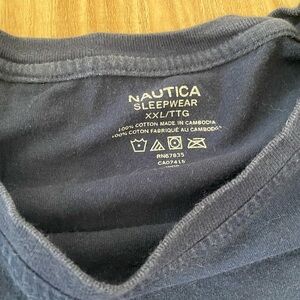 NAUTICA
SLEEPWEAR
XXL/TTG
100% COTTON MADE IN CAMBODIA
100% COTON FABRIQUÉ AU CAMBODGE
RN67835
CA07415